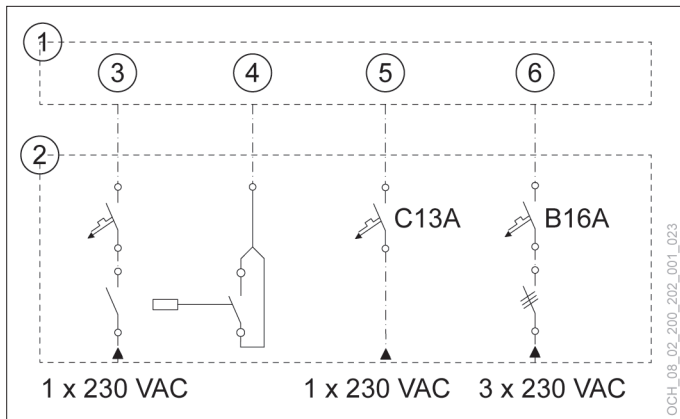 1
3 4 5 6
2
C13A B16A
1 x 230 VAC 1 x 230 VAC 3 x 230 VAC
OCH_08_02_200_202_001_023